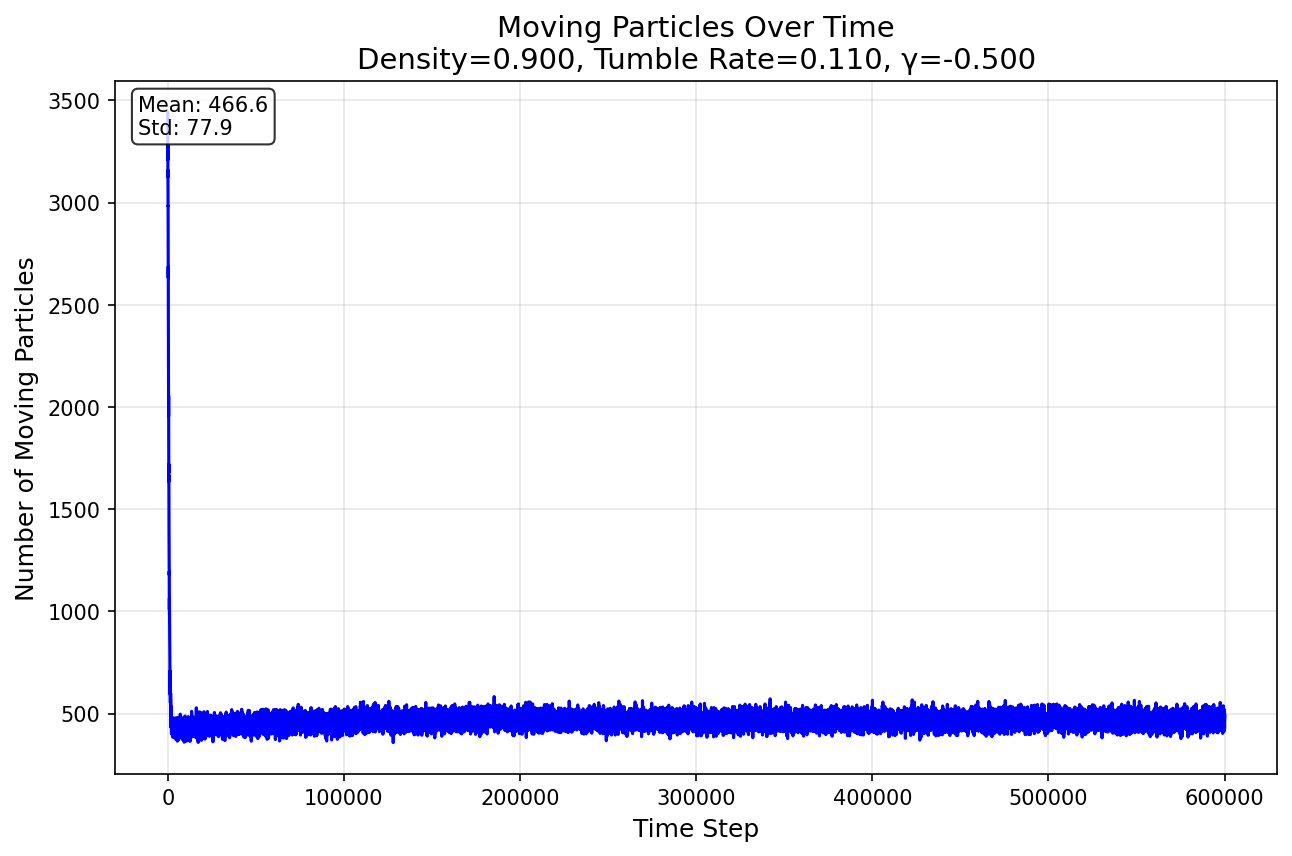 Moving Particles Over Time
Density=0.900, Tumble Rate=0.110, γ=-0.500
Mean: 466.6
Std: 77.9
Number of Moving Particles
3500
3000
2500
2000
1500
1000
500
0
100000
200000
300000
400000
500000
600000
Time Step